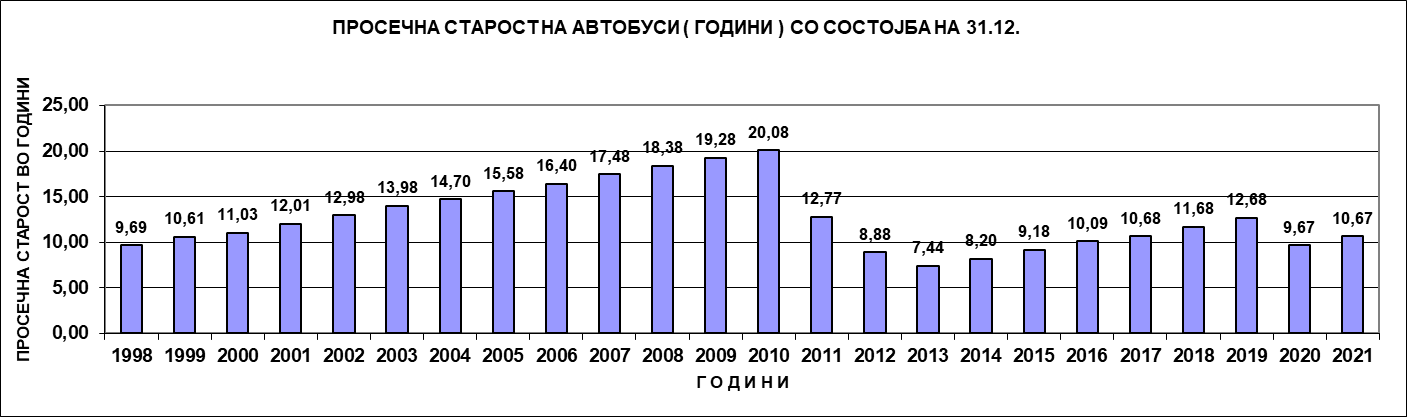 ПРОСЕЧНА СТАРОСТ НА АВТОБУСИ ( ГОДИНИ ) СО СОСТОЈБА НА 31.12.
ПРОСЕЧНА СТАРОСТ ВО ГОДИНИ
25,00
20,00
15,00
10,00
5,00
0,00
9,69 10,61 11,03 12,01 12,98 13,98 14,70 15,58 16,40 17,48 18,38 19,28 20,08 12,77 8,88 7,44 8,20 9,18 10,09 10,68 11,68 12,68 9,67 10,67
1998 1999 2000 2001 2002 2003 2004 2005 2006 2007 2008 2009 2010 2011 2012 2013 2014 2015 2016 2017 2018 2019 2020 2021
Г О Д И Н И